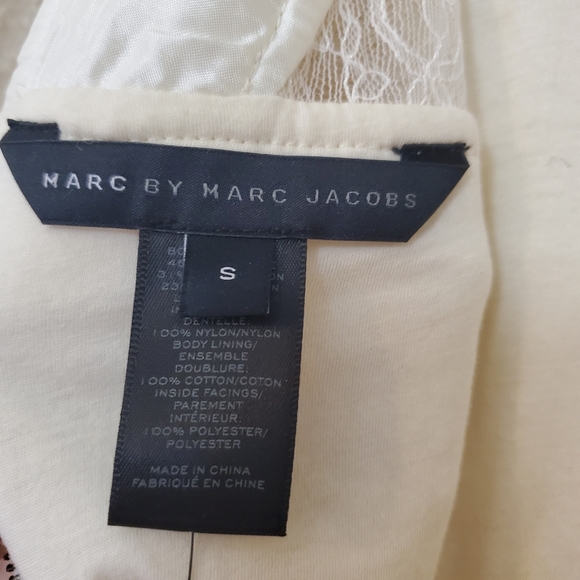 MARC BY MARC JACOBS
S
DENTELLE:
100% NYLON/NYLON
BODY LINING/
ENSEMBLE
DOUBLURE:
100% COTTON/COTON
INSIDE FACINGS/
PAREMENT
INTÉRIEUR:
100% POLYESTER/
POLYESTER
MADE IN CHINA
FABRIQUÉ EN CHINE